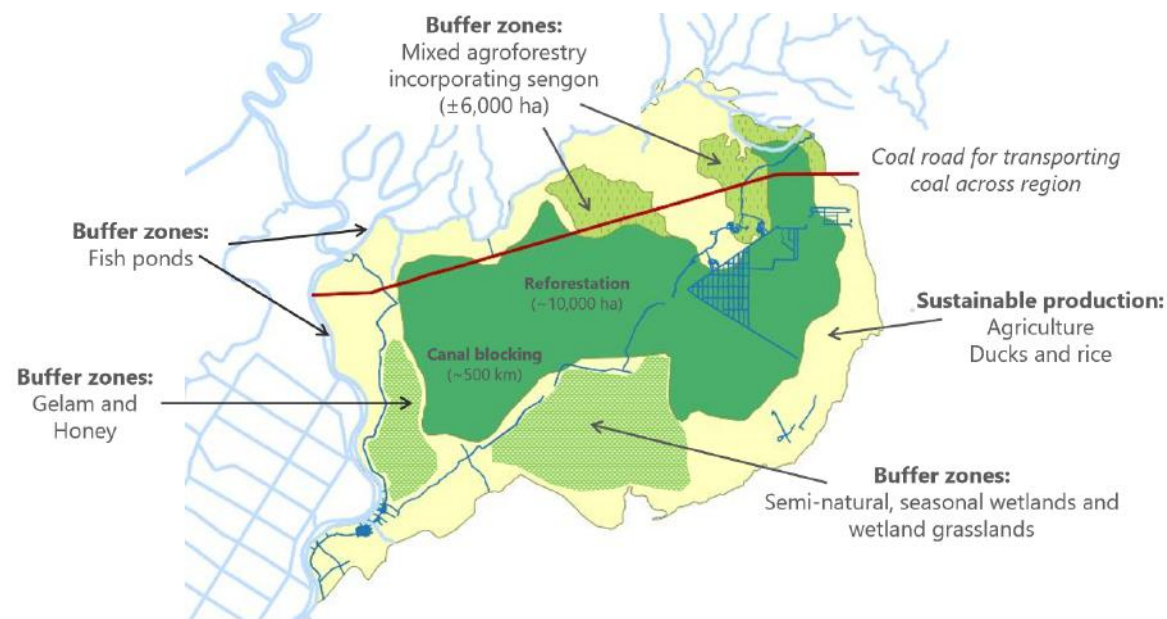 Buffer zones:
Mixed agroforestry
incorporating sengon
(±6,000 ha)
Coal road for transporting
coal across region
Buffer zones:
Fish ponds
Reforestation
(~10,000 ha)
Sustainable production:
Agriculture
Ducks and rice
Canal blocking
(~500 km)
Buffer zones:
Gelam and
Honey
Buffer zones:
Semi-natural, seasonal wetlands and
wetland grasslands